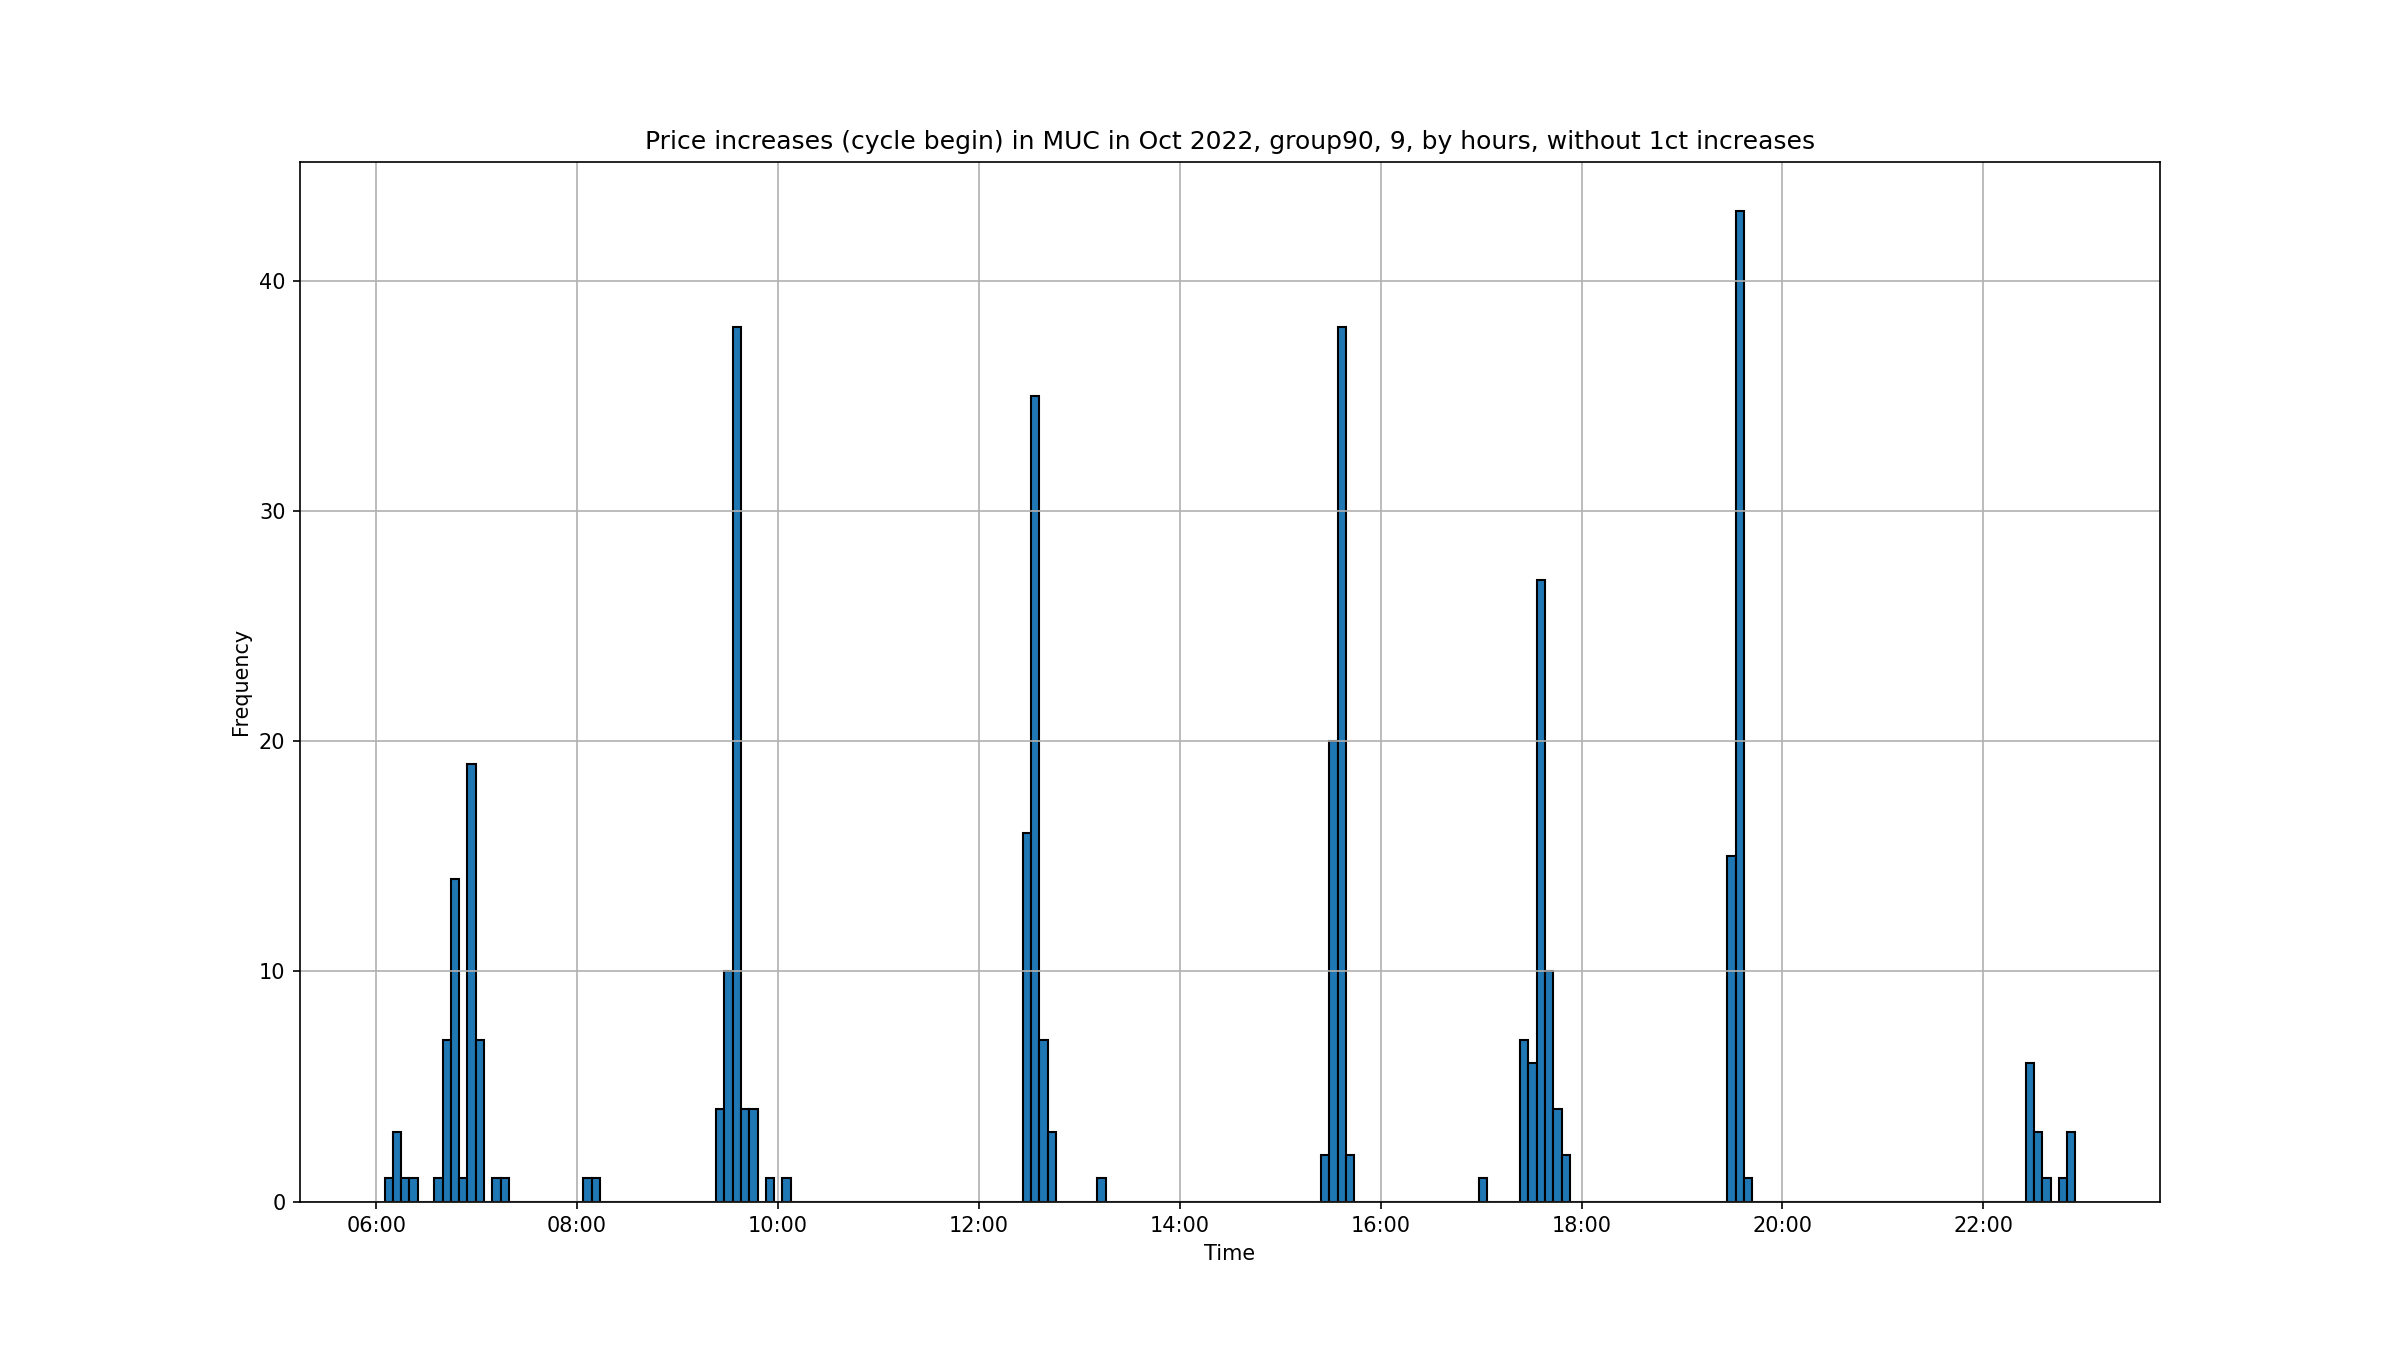 Price increases (cycle begin) in MUC in Oct 2022, group90, 9, by hours, without 1ct increases
40
30
20
10
0
Frequency
06:00 08:00 10:00 12:00 14:00 16:00 18:00 20:00 22:00
Time